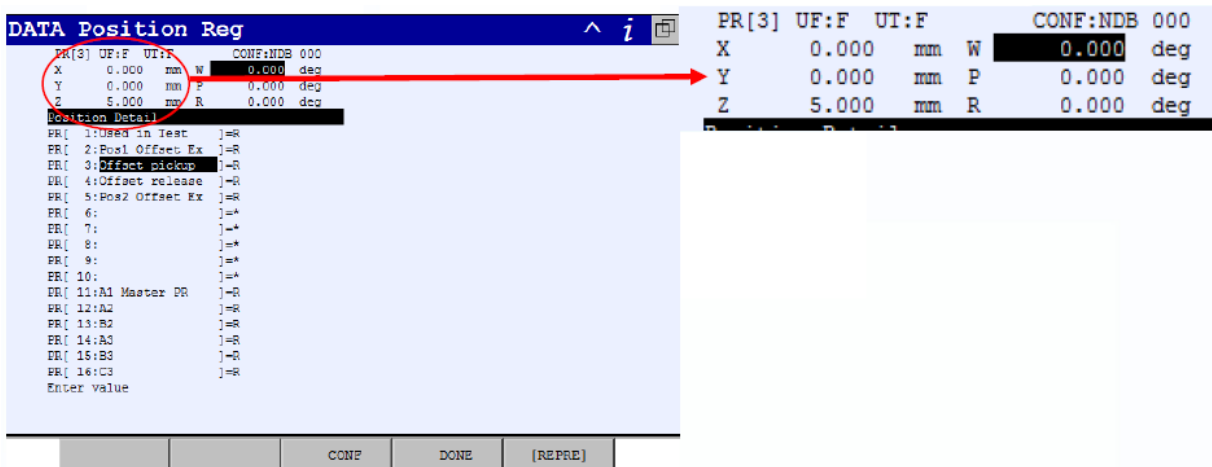 DATA Position Reg
PR[3] UF:F UT:F CONF:NDB 000
X 0.000 mm W 0.000 deg
Y 0.000 mm P 0.000 deg
Z 5.000 mm R 0.000 deg
Position Detail
PR[ 1:Used in Test ]=R
PR[ 2:Pos1 Offset Ex ]=R
PR[ 3:Offset pickup ]=R
PR[ 4:Offset release ]=R
PR[ 5:Pos2 Offset Ex ]=R
PR[ 6: ]=*
PR[ 7: ]=*
PR[ 8: ]=*
PR[ 9: ]=*
PR[ 10: ]=*
PR[ 11:A1 Master PR ]=R
PR[ 12:A2 ]=R
PR[ 13:B2 ]=R
PR[ 14:A3 ]=R
PR[ 15:B3 ]=R
PR[ 16:C3 ]=R
Enter value
CONF DONE [REPRE]
PR[3] UF:F UT:F CONF:NDB 000
X 0.000 mm W 0.000 deg
Y 0.000 mm P 0.000 deg
Z 5.000 mm R 0.000 deg